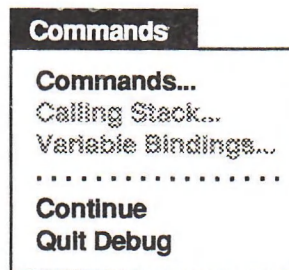 Commands
Commands...
Calling Stack...
Variable Bindings...
Continue
Quit Debug